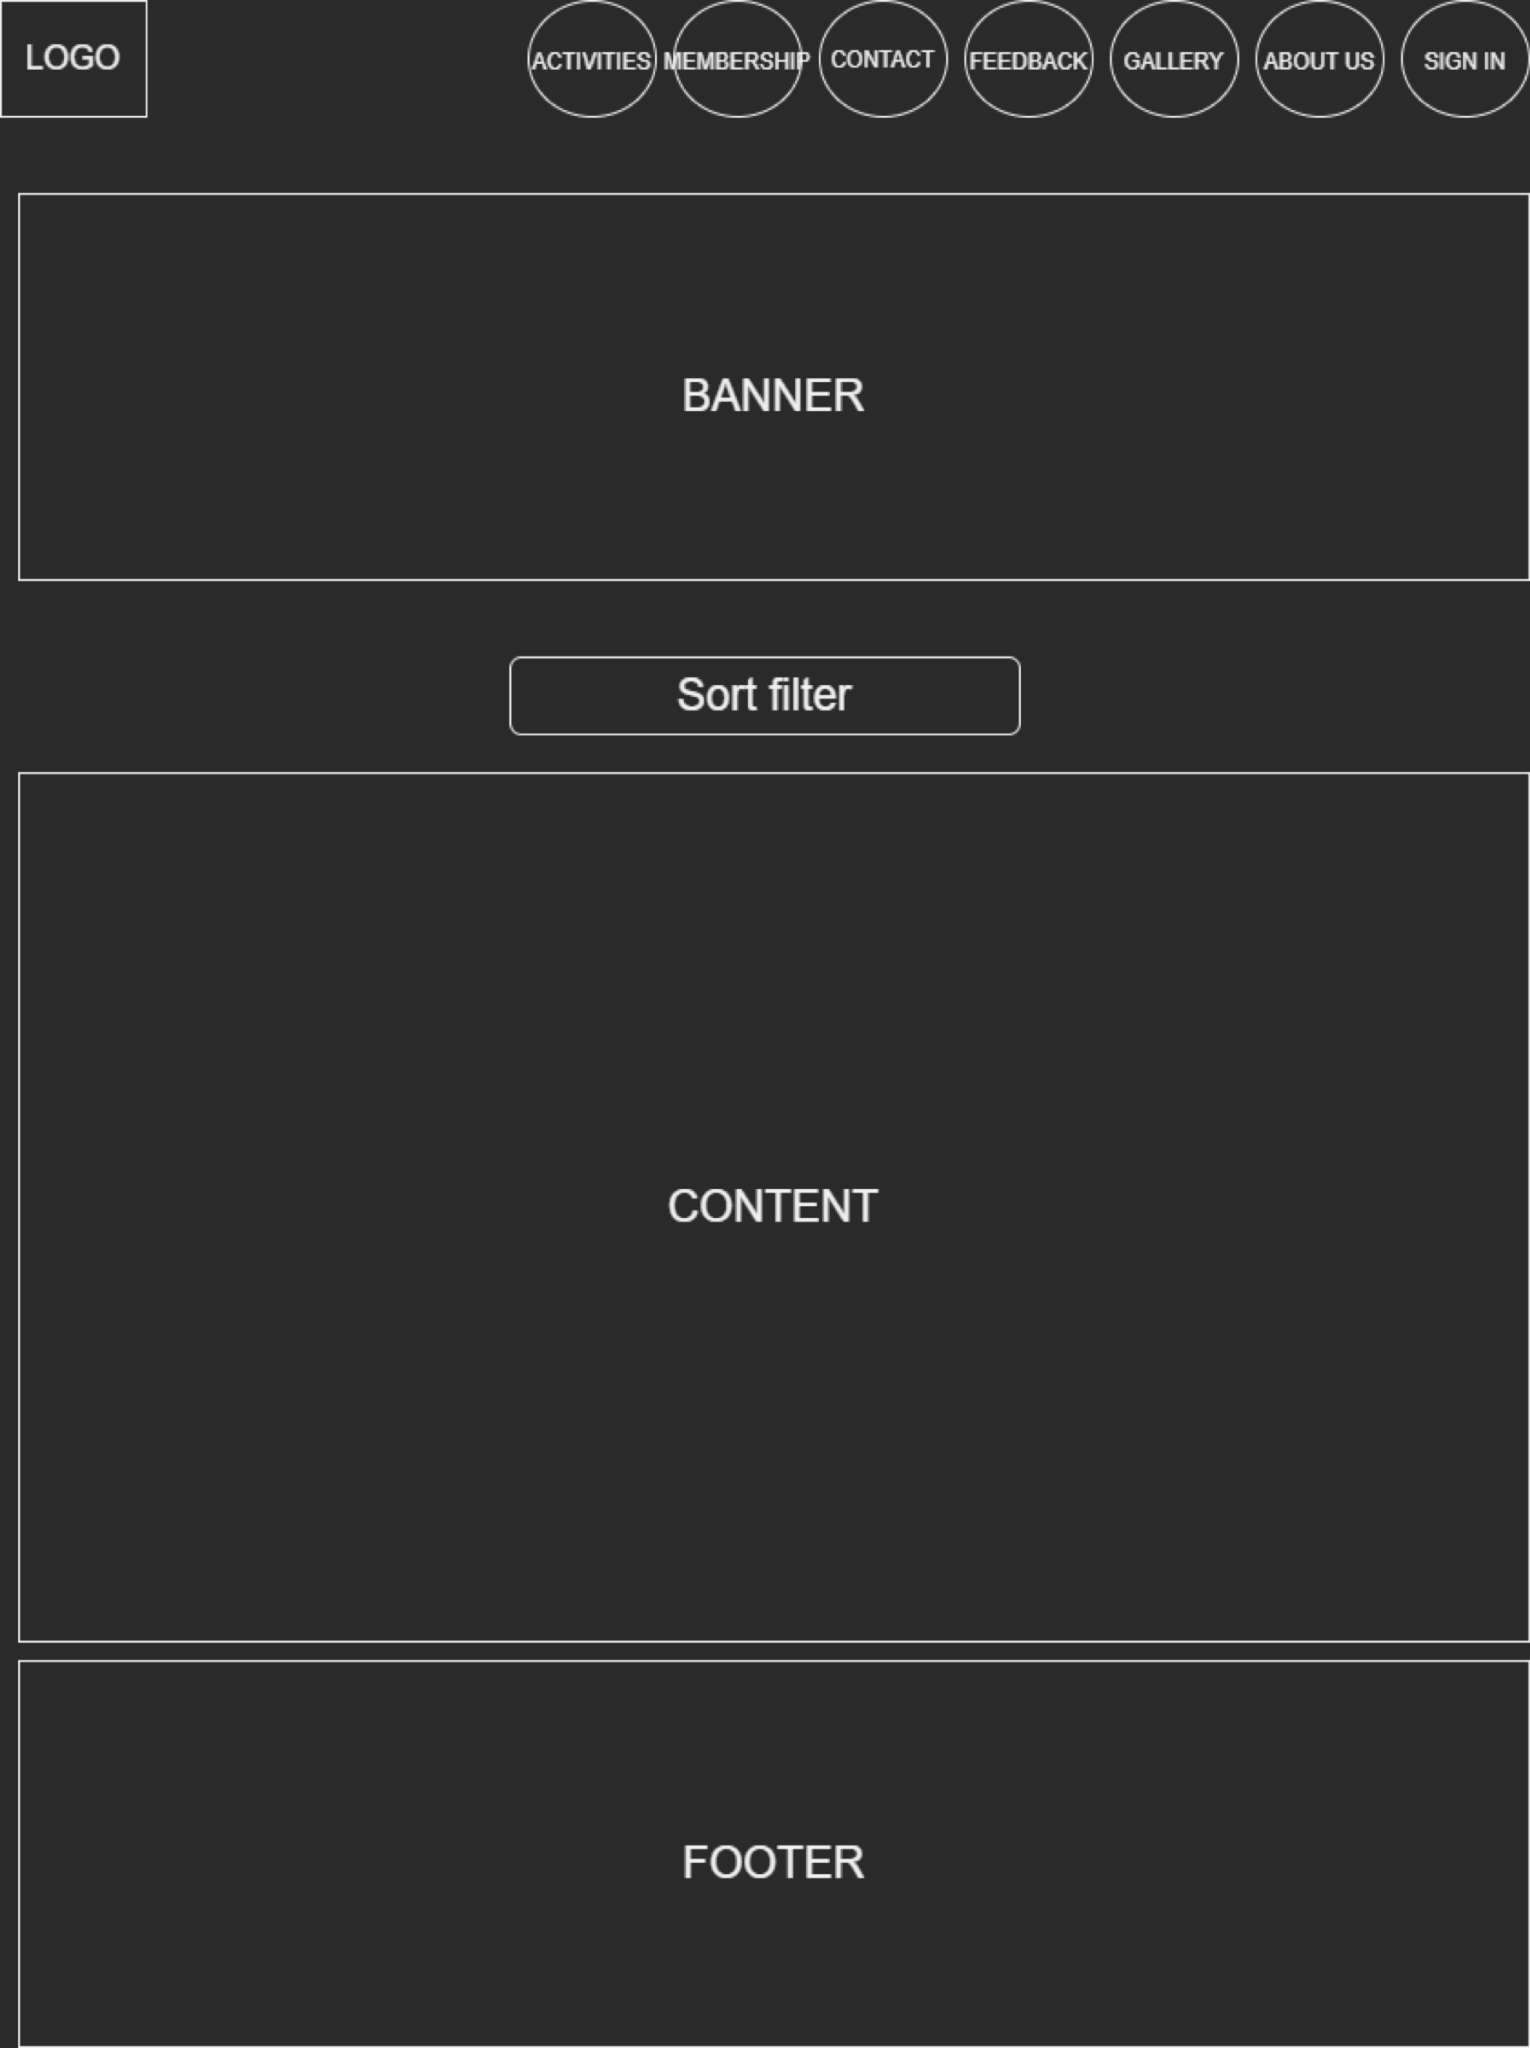 LOGO
ACTIVITIES
MEMBERSHIP
CONTACT
FEEDBACK
GALLERY
ABOUT US
SIGN IN
BANNER
Sort filter
CONTENT
FOOTER